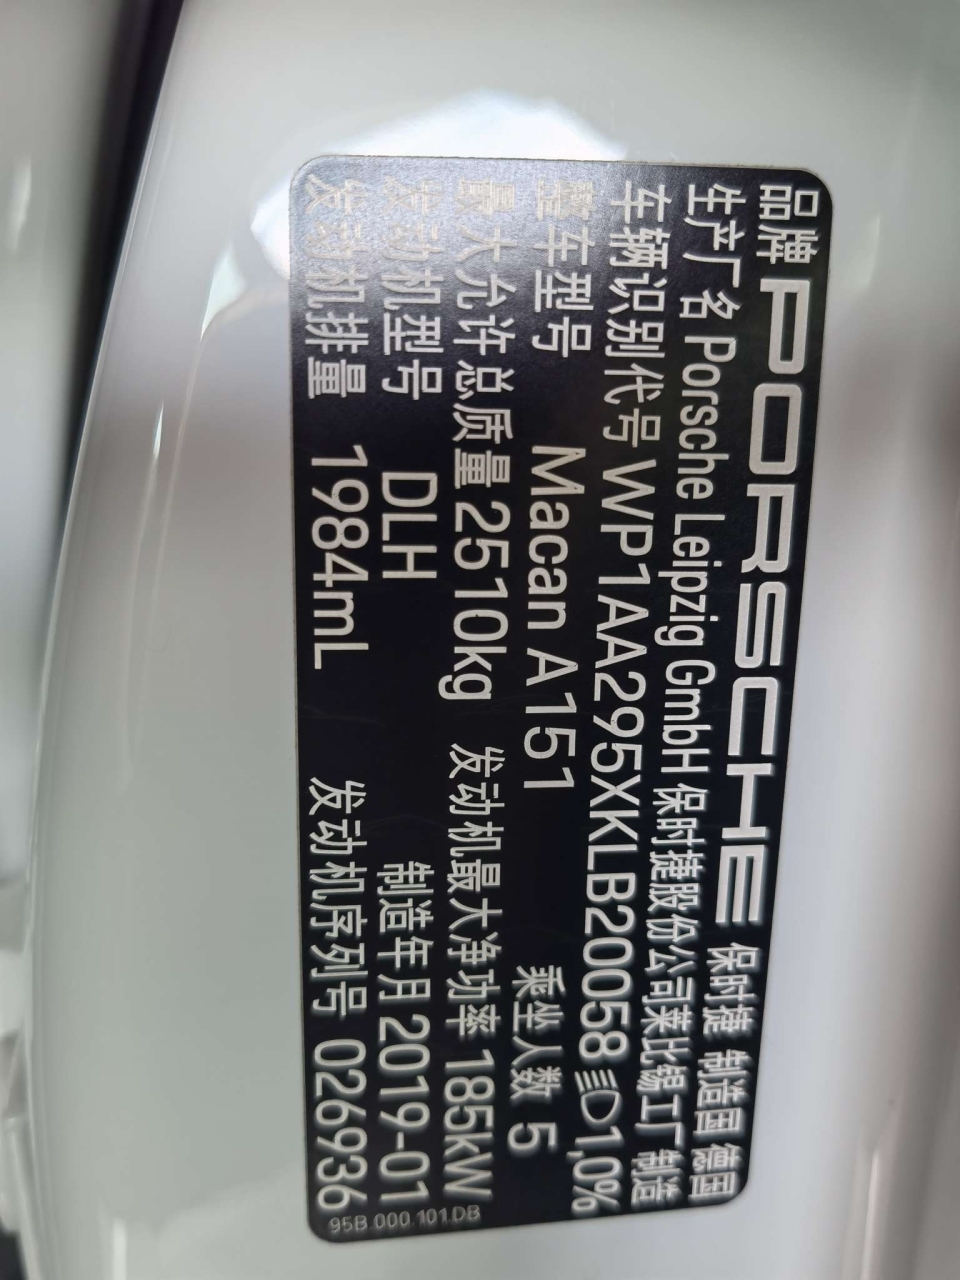 品牌 PORSCHE 保时捷 制造国 德国
生产厂名 Porsche Leipzig GmbH 保时捷股份公司莱比锡工厂制造
车辆识别代号 WP1AA295XKLB20058 1,0%
整车型号 Macan A151 乘坐人数 5
最大允许总质量 2510kg 发动机最大净功率 185kW
发动机型号 DLH 制造年月 2019-01
发动机排量 1984mL 发动机序列号 026936
95B.000.101.DB